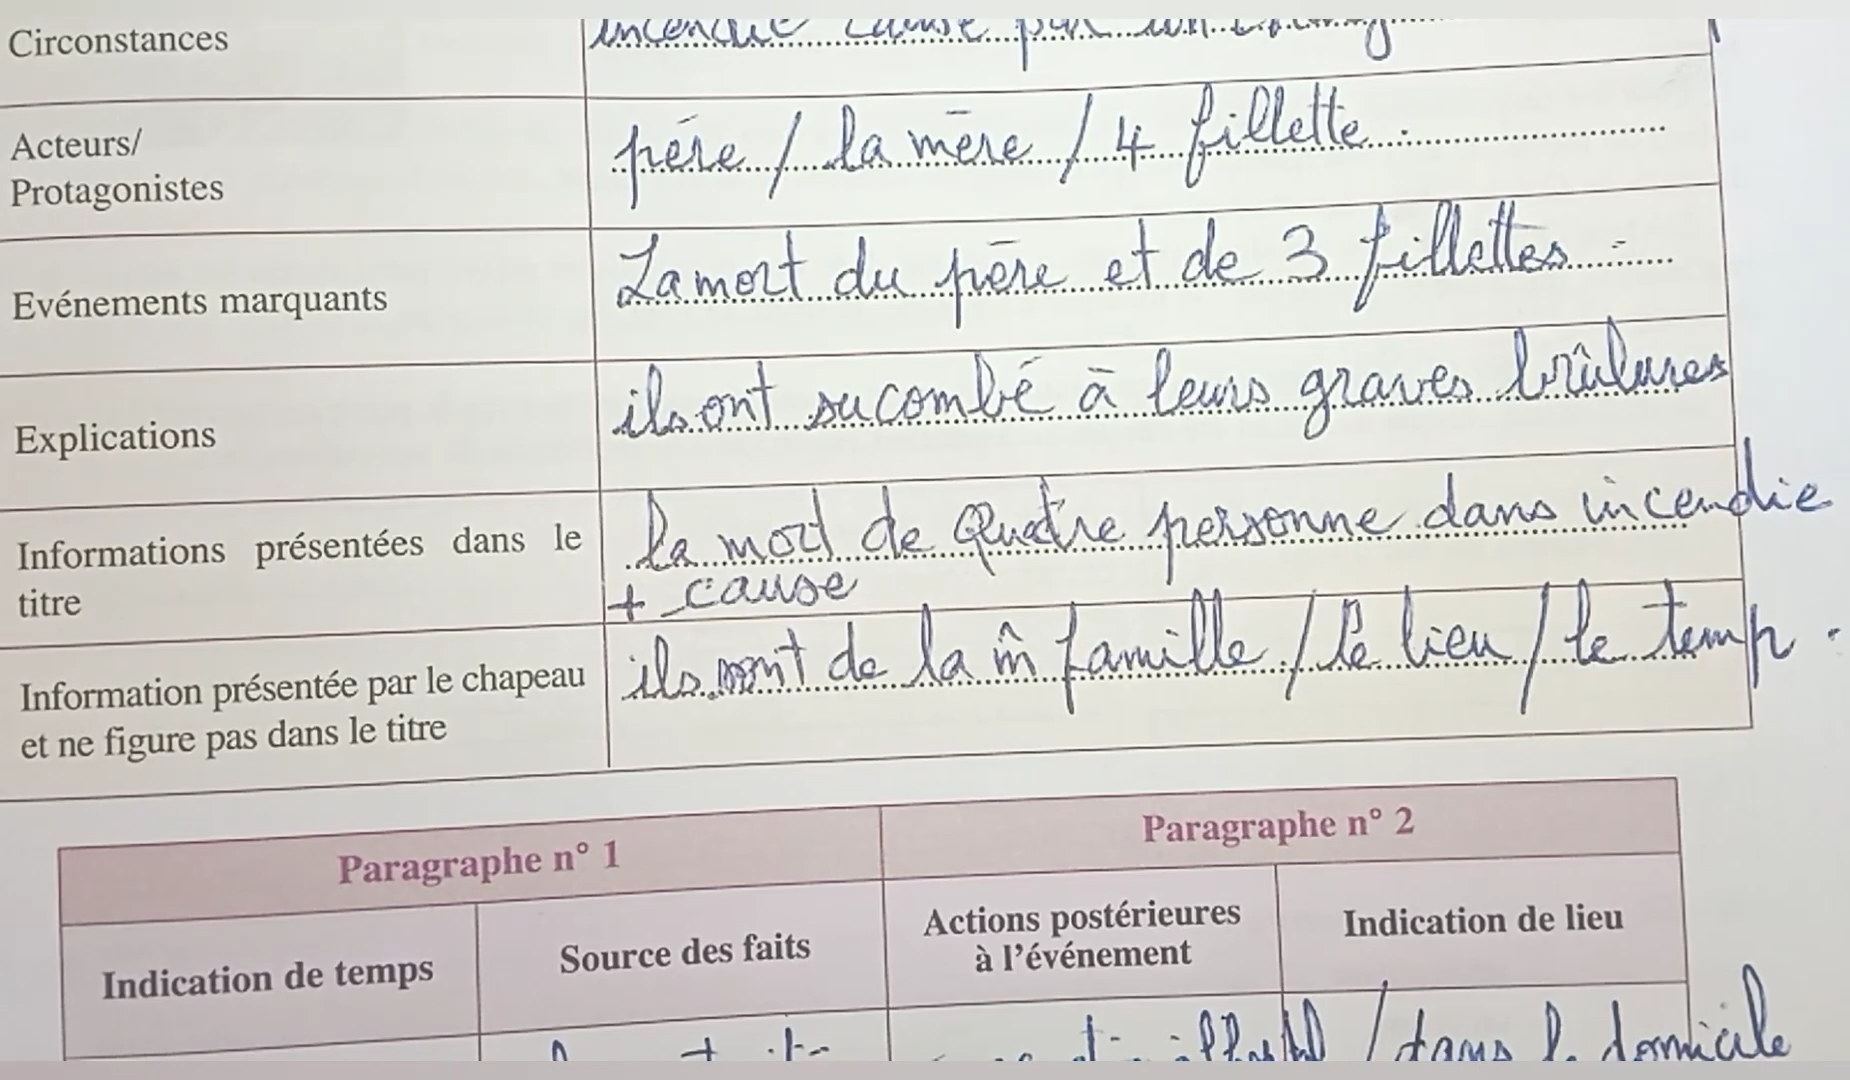 Circonstances
incendie causé par un
Acteurs/
Protagonistes
père / la mère / 4 fillette.
Evénements marquants
La mort du père et de 3 fillettes
Explications
ils ont sucombé à leurs graves brûlures
Informations présentées dans le
titre
la mort de Quatre personne dans incendie
+ cause
Information présentée par le chapeau
et ne figure pas dans le titre
ils sont de la m̂ famille / le lieu / le temp.
Paragraphe n° 1
Paragraphe n° 2
Indication de temps
Source des faits
Actions postérieures
à l'événement
Indication de lieu
/ dans le domicile